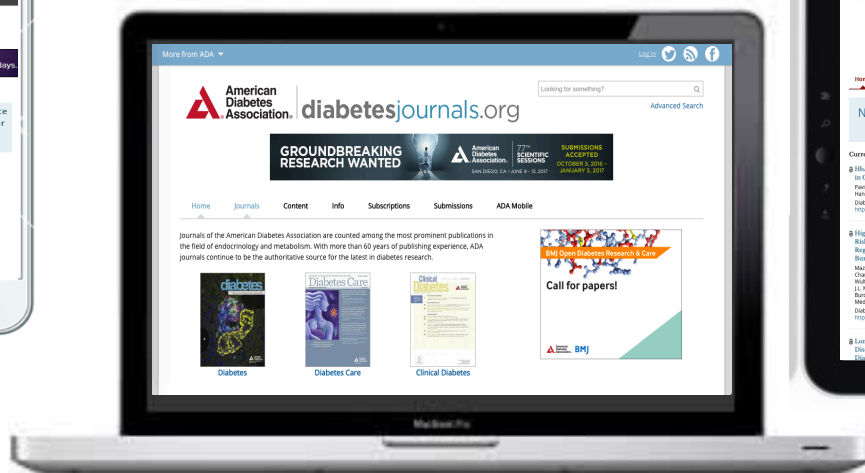 More from ADA
Log in
American
Diabetes
Association.
diabetesjournals.org
Looking for something?
Advanced Search
GROUNDBREAKING
RESEARCH WANTED
American
Diabetes
Association.
77TH
SCIENTIFIC
SESSIONS
SAN DIEGO, CA • JUNE 9 – 13, 2017
SUBMISSIONS
ACCEPTED
OCTOBER 3, 2016 –
JANUARY 3, 2017
Home Journals Content Info Subscriptions Submissions ADA Mobile
Journals of the American Diabetes Association are counted among the most prominent publications in
the field of endocrinology and metabolism. With more than 60 years of publishing experience, ADA
journals continue to be the authoritative source for the latest in diabetes research.
diabetes
Diabetes Care
Clinical
Diabetes
Diabetes
Diabetes Care
Clinical Diabetes
BMJ Open Diabetes Research & Care
Call for papers!
American
Diabetes
Association.
BMJ
MacBook Pro